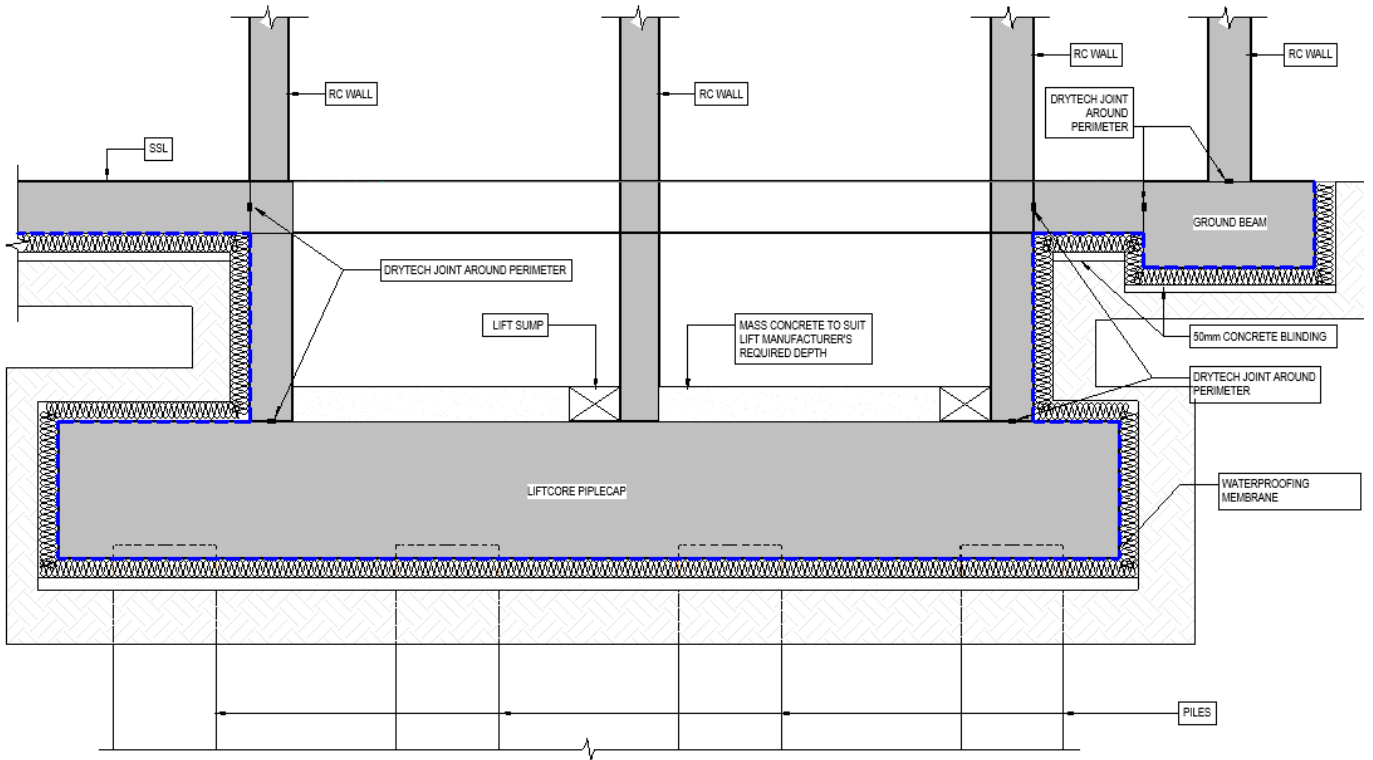 RC WALL
RC WALL
RC WALL
RC WALL
DRYTECH JOINT
AROUND
PERIMETER
SSL
GROUND BEAM
DRYTECH JOINT AROUND PERIMETER
LIFT SUMP
MASS CONCRETE TO SUIT
LIFT MANUFACTURER'S
REQUIRED DEPTH
50mm CONCRETE BLINDING
DRYTECH JOINT AROUND
PERIMETER
LIFTCORE PIPLECAP
WATERPROOFING
MEMBRANE
PILES